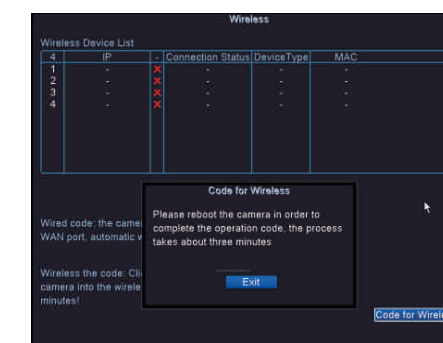 Wireless
Wireless Device List
4 IP - Connection Status DeviceType MAC
1 - × - - -
2 - × - - -
3 - × - - -
4 - × - - -
Code for Wireless
Please reboot the camera in order to
complete the operation code, the process
takes about three minutes
Exit
Wired code: the came
WAN port, automatic
Wireless the code: Cli
camera into the wirele
minutes!
Code for Wirel